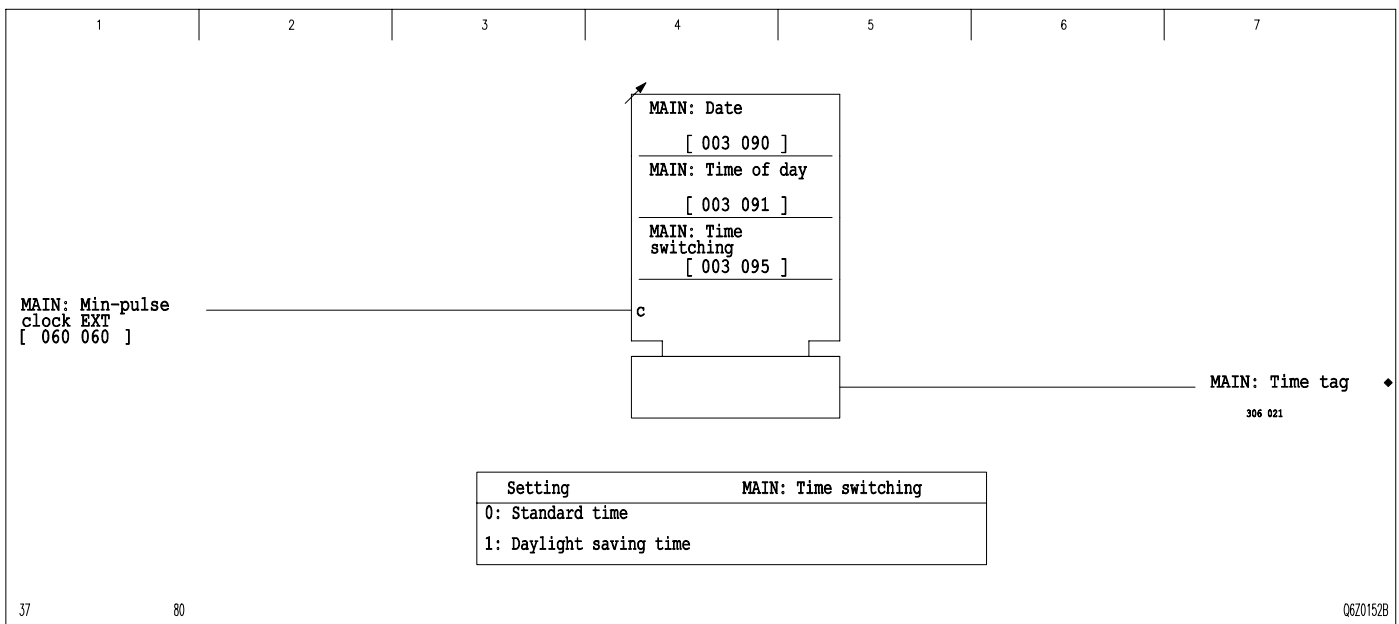 1 2 3 4 5 6 7
MAIN: Date
[ 003 090 ]
MAIN: Time of day
[ 003 091 ]
MAIN: Time
switching
[ 003 095 ]
MAIN: Min-pulse
clock EXT
[ 060 060 ]
C
MAIN: Time tag
306 021
Setting MAIN: Time switching
0: Standard time
1: Daylight saving time
37 80 Q6Z0152B